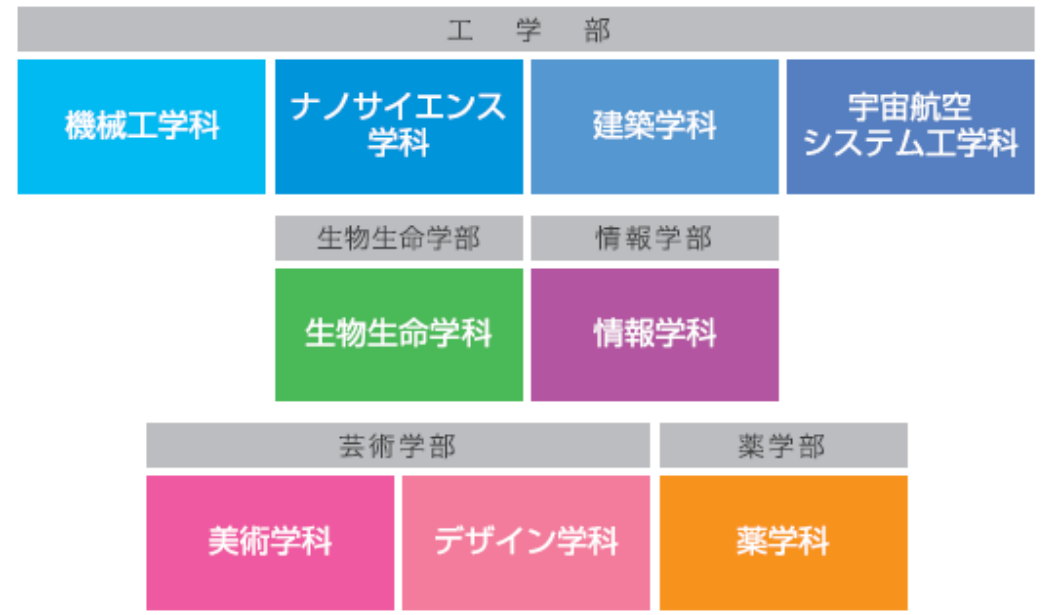 工学部
機械工学科
ナノサイエンス
学科
建築学科
宇宙航空
システム工学科
生物生命学部
情報学部
生物生命学科
情報学科
芸術学部
薬学部
美術学科
デザイン学科
薬学科